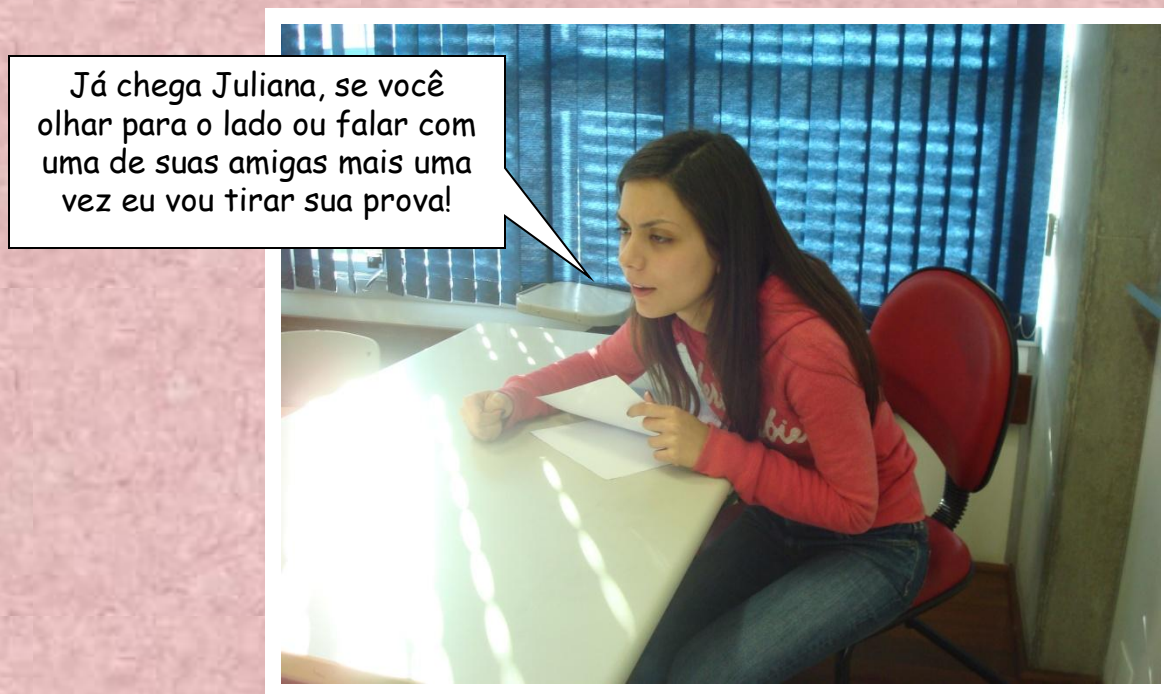 Já chega Juliana, se você
olhar para o lado ou falar com
uma de suas amigas mais uma
vez eu vou tirar sua prova!